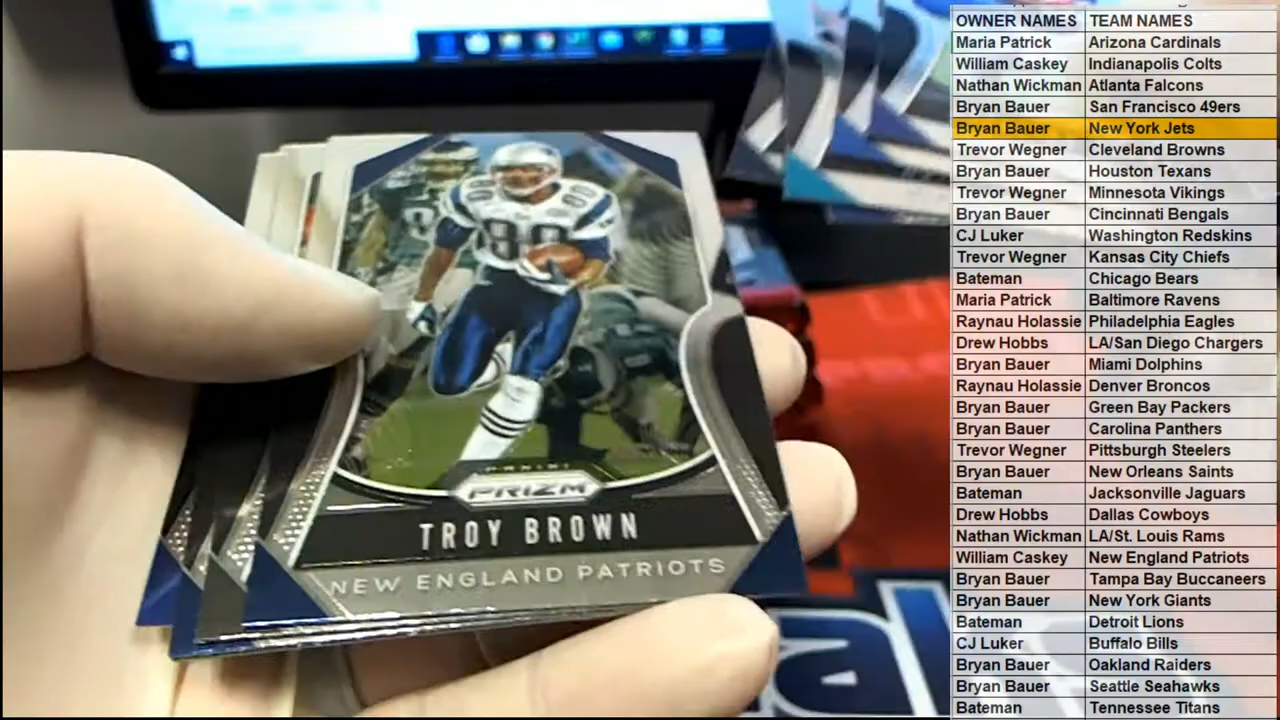 80
80
PANINI
PRIZM
TROY BROWN
NEW ENGLAND PATRIOTS
OWNER NAMES TEAM NAMES
Maria Patrick Arizona Cardinals
William Caskey Indianapolis Colts
Nathan Wickman Atlanta Falcons
Bryan Bauer San Francisco 49ers
Bryan Bauer New York Jets
Trevor Wegner Cleveland Browns
Bryan Bauer Houston Texans
Trevor Wegner Minnesota Vikings
Bryan Bauer Cincinnati Bengals
CJ Luker Washington Redskins
Trevor Wegner Kansas City Chiefs
Bateman Chicago Bears
Maria Patrick Baltimore Ravens
Raynau Holassie Philadelphia Eagles
Drew Hobbs LA/San Diego Chargers
Bryan Bauer Miami Dolphins
Raynau Holassie Denver Broncos
Bryan Bauer Green Bay Packers
Bryan Bauer Carolina Panthers
Trevor Wegner Pittsburgh Steelers
Bryan Bauer New Orleans Saints
Bateman Jacksonville Jaguars
Drew Hobbs Dallas Cowboys
Nathan Wickman LA/St. Louis Rams
William Caskey New England Patriots
Bryan Bauer Tampa Bay Buccaneers
Bryan Bauer New York Giants
Bateman Detroit Lions
CJ Luker Buffalo Bills
Bryan Bauer Oakland Raiders
Bryan Bauer Seattle Seahawks
Bateman Tennessee Titans